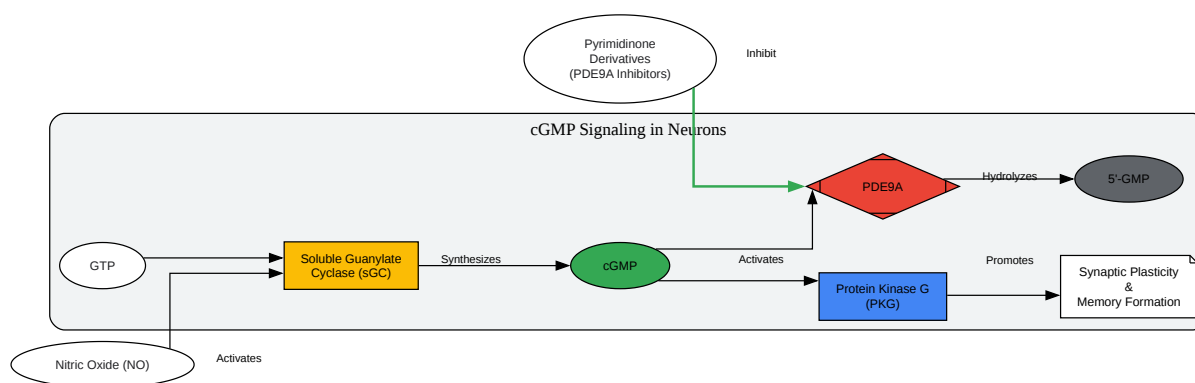 Pyrimidinone
Derivatives
(PDE9A Inhibitors)
Inhibit
cGMP Signaling in Neurons
PDE9A
Hydrolyzes
5'-GMP
GTP
Soluble Guanylate
Cyclase (sGC)
Synthesizes
cGMP
Activates
Protein Kinase G
(PKG)
Promotes
Synaptic Plasticity
&
Memory Formation
Nitric Oxide (NO)
Activates